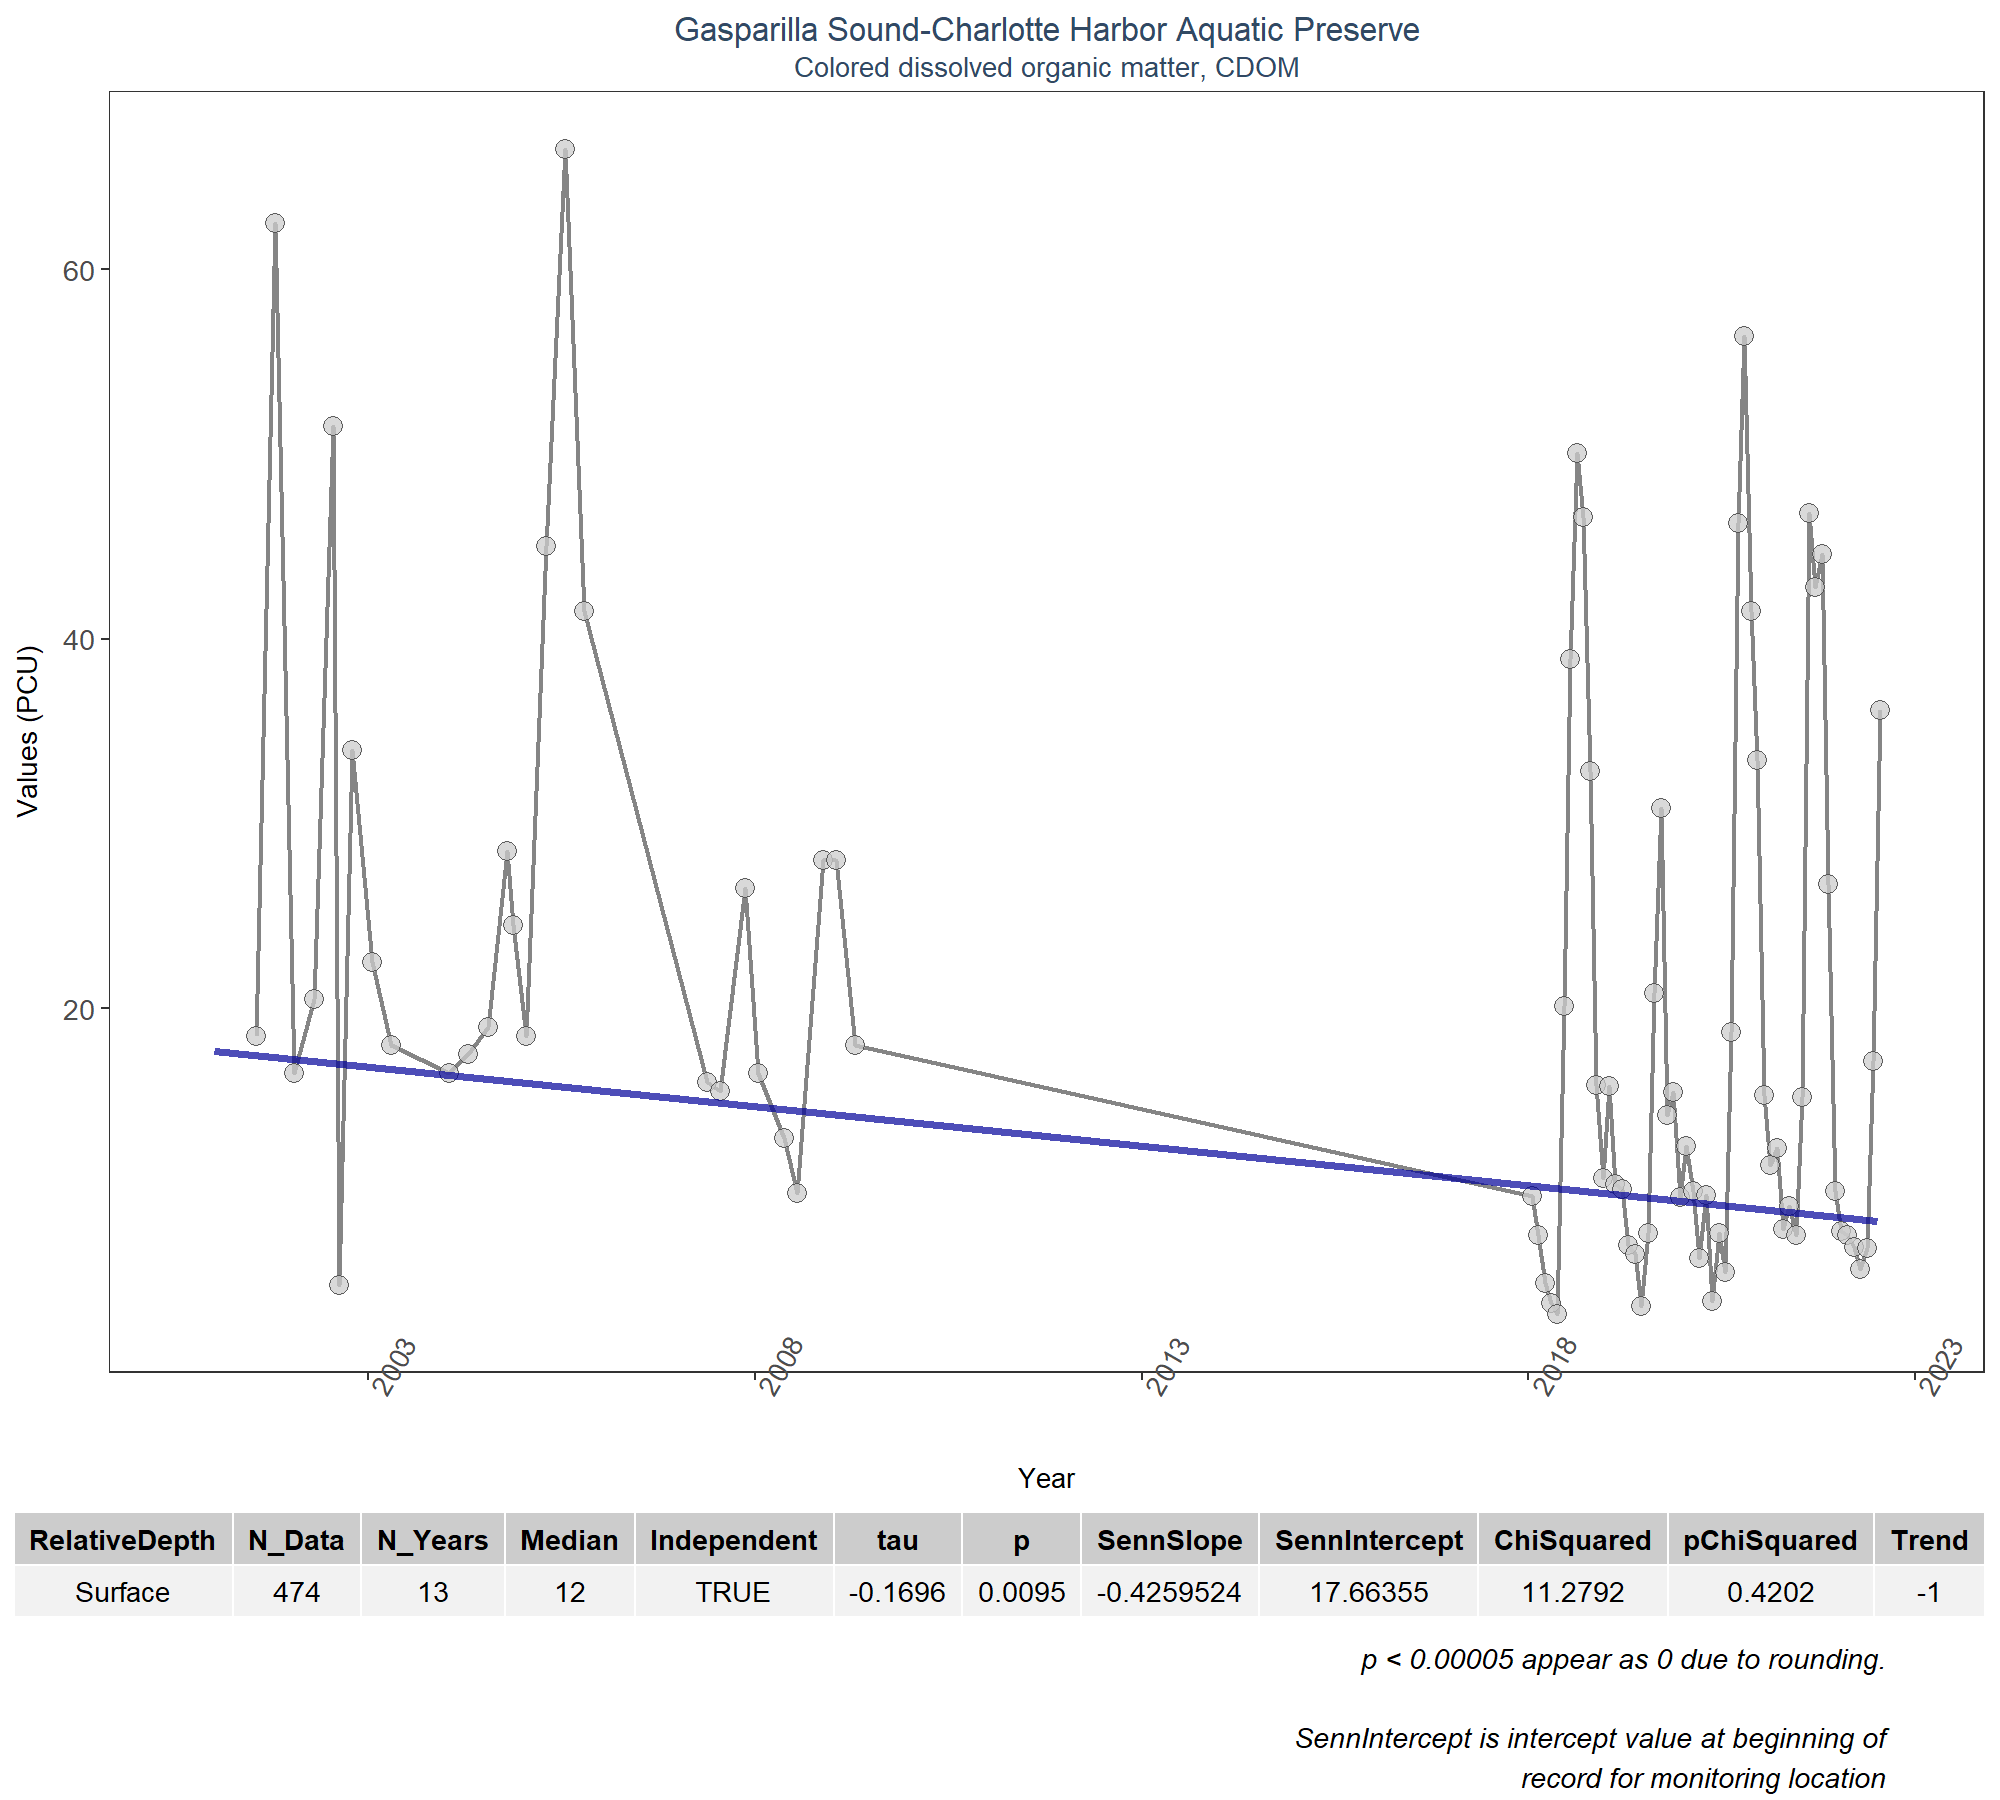 Gasparilla Sound-Charlotte Harbor Aquatic Preserve
Colored dissolved organic matter, CDOM
60
40
20
Values (PCU)
2003 2008 2013 2018 2023
Year
RelativeDepth N_Data N_Years Median Independent tau p SennSlope SennIntercept ChiSquared pChiSquared Trend
Surface 474 13 12 TRUE -0.1696 0.0095 -0.4259524 17.66355 11.2792 0.4202 -1
p < 0.00005 appear as 0 due to rounding.
SennIntercept is intercept value at beginning of
record for monitoring location